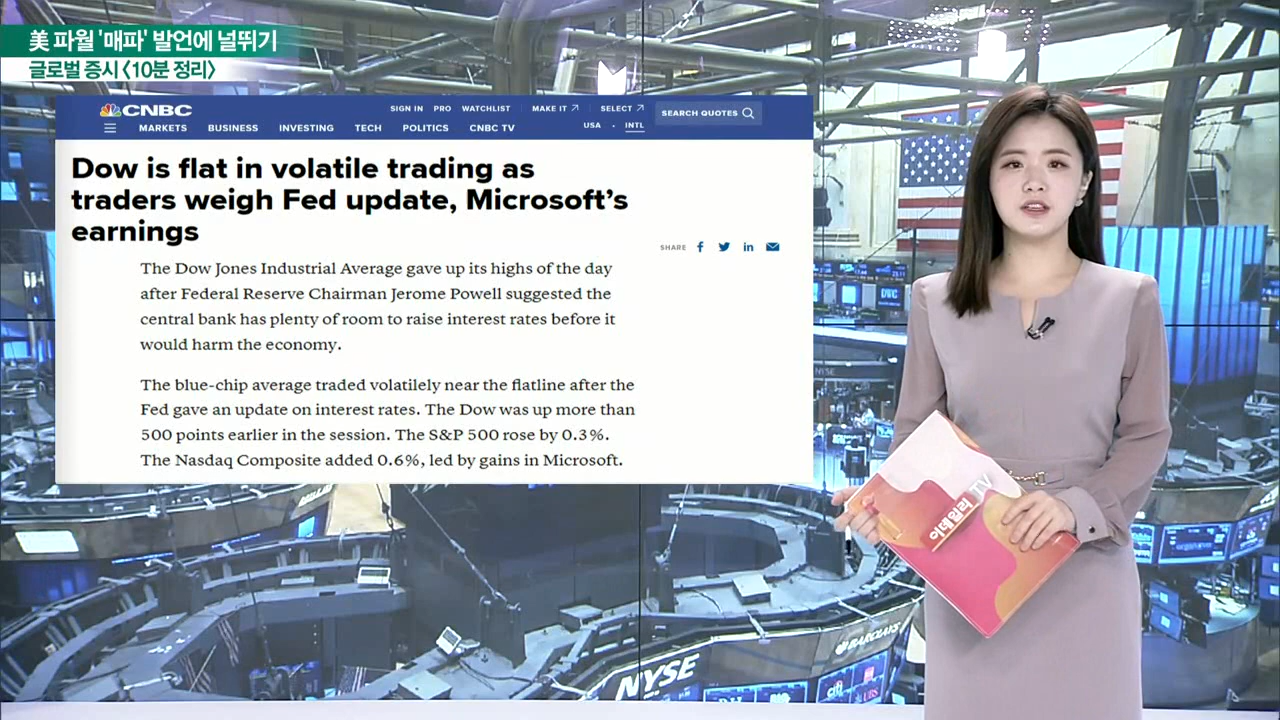 美 파월 '매파' 발언에 널뛰기
글로벌 증시 <10분 정리>
CNBC
SIGN IN PRO WATCHLIST MAKE IT SELECT SEARCH QUOTES
MARKETS BUSINESS INVESTING TECH POLITICS CNBC TV USA · INTL
Dow is flat in volatile trading as
traders weigh Fed update, Microsoft's
earnings
SHARE
The Dow Jones Industrial Average gave up its highs of the day
after Federal Reserve Chairman Jerome Powell suggested the
central bank has plenty of room to raise interest rates before it
would harm the economy.
The blue-chip average traded volatilely near the flatline after the
Fed gave an update on interest rates. The Dow was up more than
500 points earlier in the session. The S&P 500 rose by 0.3%.
The Nasdaq Composite added 0.6%, led by gains in Microsoft.
이데일리 TV
NYSE
BARCLAYS
NYSE
citi
UBS